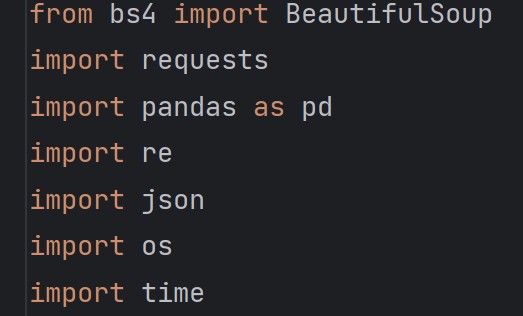 from bs4 import BeautifulSoup
import requests
import pandas as pd
import re
import json
import os
import time